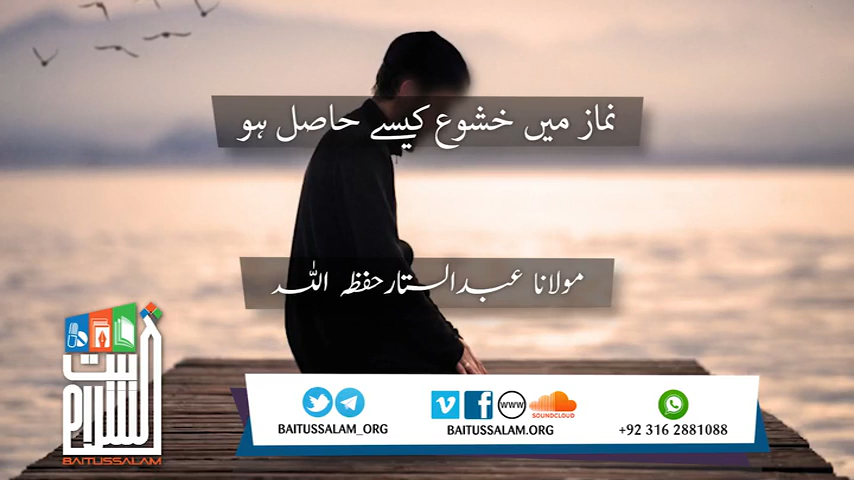 نماز میں خشوع کیسے حاصل ہو
مولانا عبدالستار حفظہ اللہ
بیت السلام
BAITUSSALAM
BAITUSSALAM_ORG
www
SOUNDCLOUD
BAITUSSALAM.ORG
+92 316 2881088